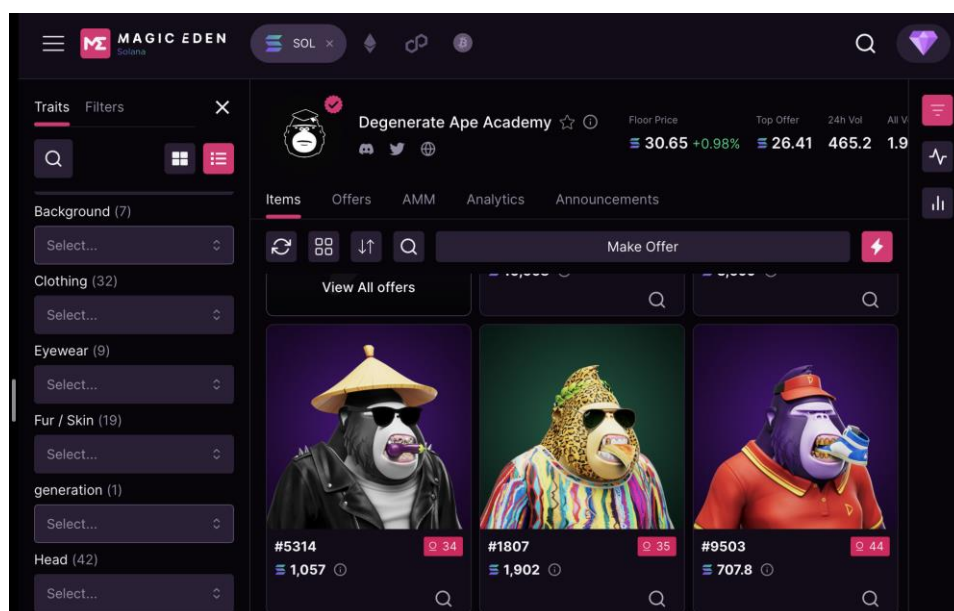 MAGIC EDEN
Solana
SOL ×
Traits Filters
Degenerate Ape Academy
Floor Price Top Offer 24h Vol All V
30.65 +0.98% 26.41 465.2 1.9
Items Offers AMM Analytics Announcements
Make Offer
View All offers
Background (7)
Select...
Clothing (32)
Select...
Eyewear (9)
Select...
Fur / Skin (19)
Select...
generation (1)
Select...
Head (42)
Select...
#5314 34
1,057
#1807 35
1,902
#9503 44
707.8